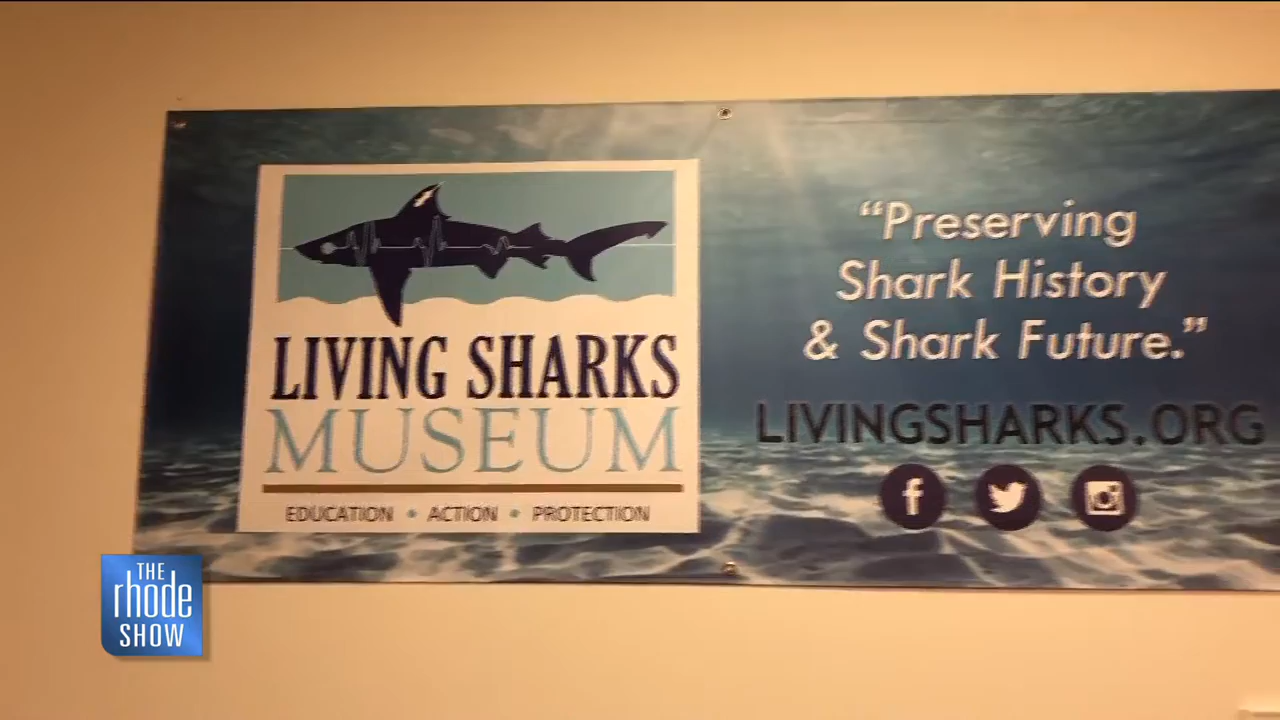 LIVING SHARKS
MUSEUM
EDUCATION • ACTION • PROTECTION
“Preserving
Shark History
& Shark Future.”
LIVINGSHARKS.ORG
f
THE
rhode
SHOW